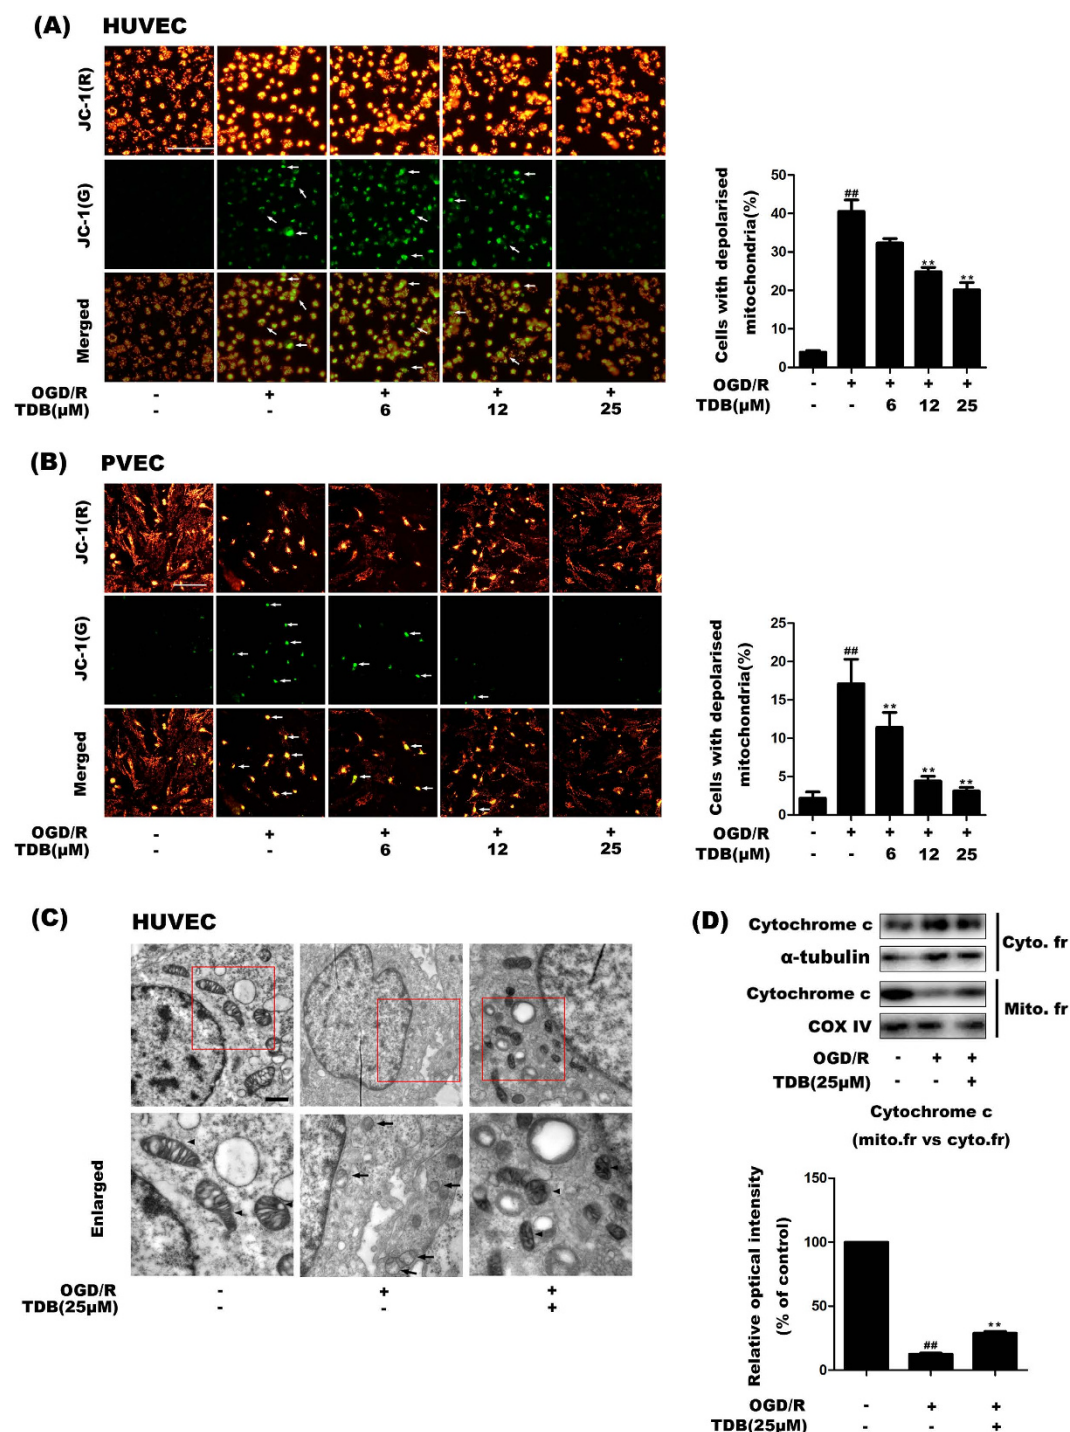 (A) HUVEC
JC-1(R)
JC-1(G)
Merged
OGD/R - + + + +
TDB(μM) - - 6 12 25
Cells with depolarised
mitochondria(%)
50
40
30
20
10
0
##
**
**
OGD/R - + + + +
TDB(μM) - - 6 12 25
(B) PVEC
JC-1(R)
JC-1(G)
Merged
OGD/R - + + + +
TDB(μM) - - 6 12 25
Cells with depolarised
mitochondria(%)
25
20
15
10
5
0
##
**
**
**
OGD/R - + + + +
TDB(μM) - - 6 12 25
(C) HUVEC
Enlarged
OGD/R - + +
TDB(25μM) - - +
(D)
Cytochrome c
α-tubulin
Cyto. fr
Cytochrome c
COX IV
Mito. fr
OGD/R - + +
TDB(25μM) - - +
Cytochrome c
(mito.fr vs cyto.fr)
Relative optical intensity
(% of control)
150
100
50
0
##
**
OGD/R - + +
TDB(25μM) - - +